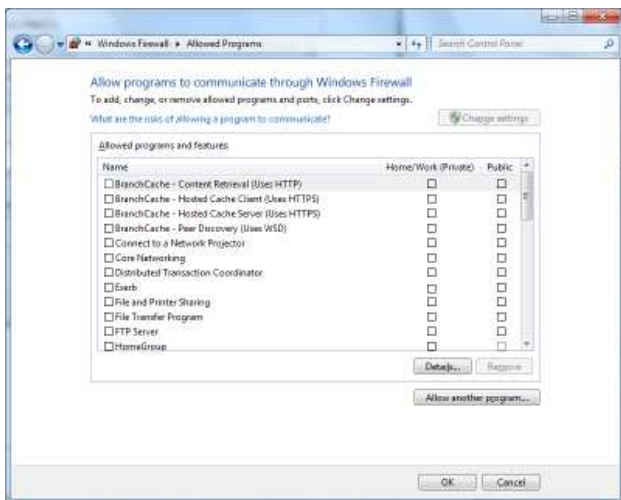 « Windows Firewall ▸ Allowed Programs Search Control Panel
Allow programs to communicate through Windows Firewall
To add, change, or remove allowed programs and ports, click Change settings.
What are the risks of allowing a program to communicate? Change settings
Allowed programs and features:
Name Home/Work (Private) Public
BranchCache - Content Retrieval (Uses HTTP)
BranchCache - Hosted Cache Client (Uses HTTPS)
BranchCache - Hosted Cache Server (Uses HTTPS)
BranchCache - Peer Discovery (Uses WSD)
Connect to a Network Projector
Core Networking
Distributed Transaction Coordinator
Exerb
File and Printer Sharing
File Transfer Program
FTP Server
HomeGroup
Details... Remove
Allow another program...
OK Cancel